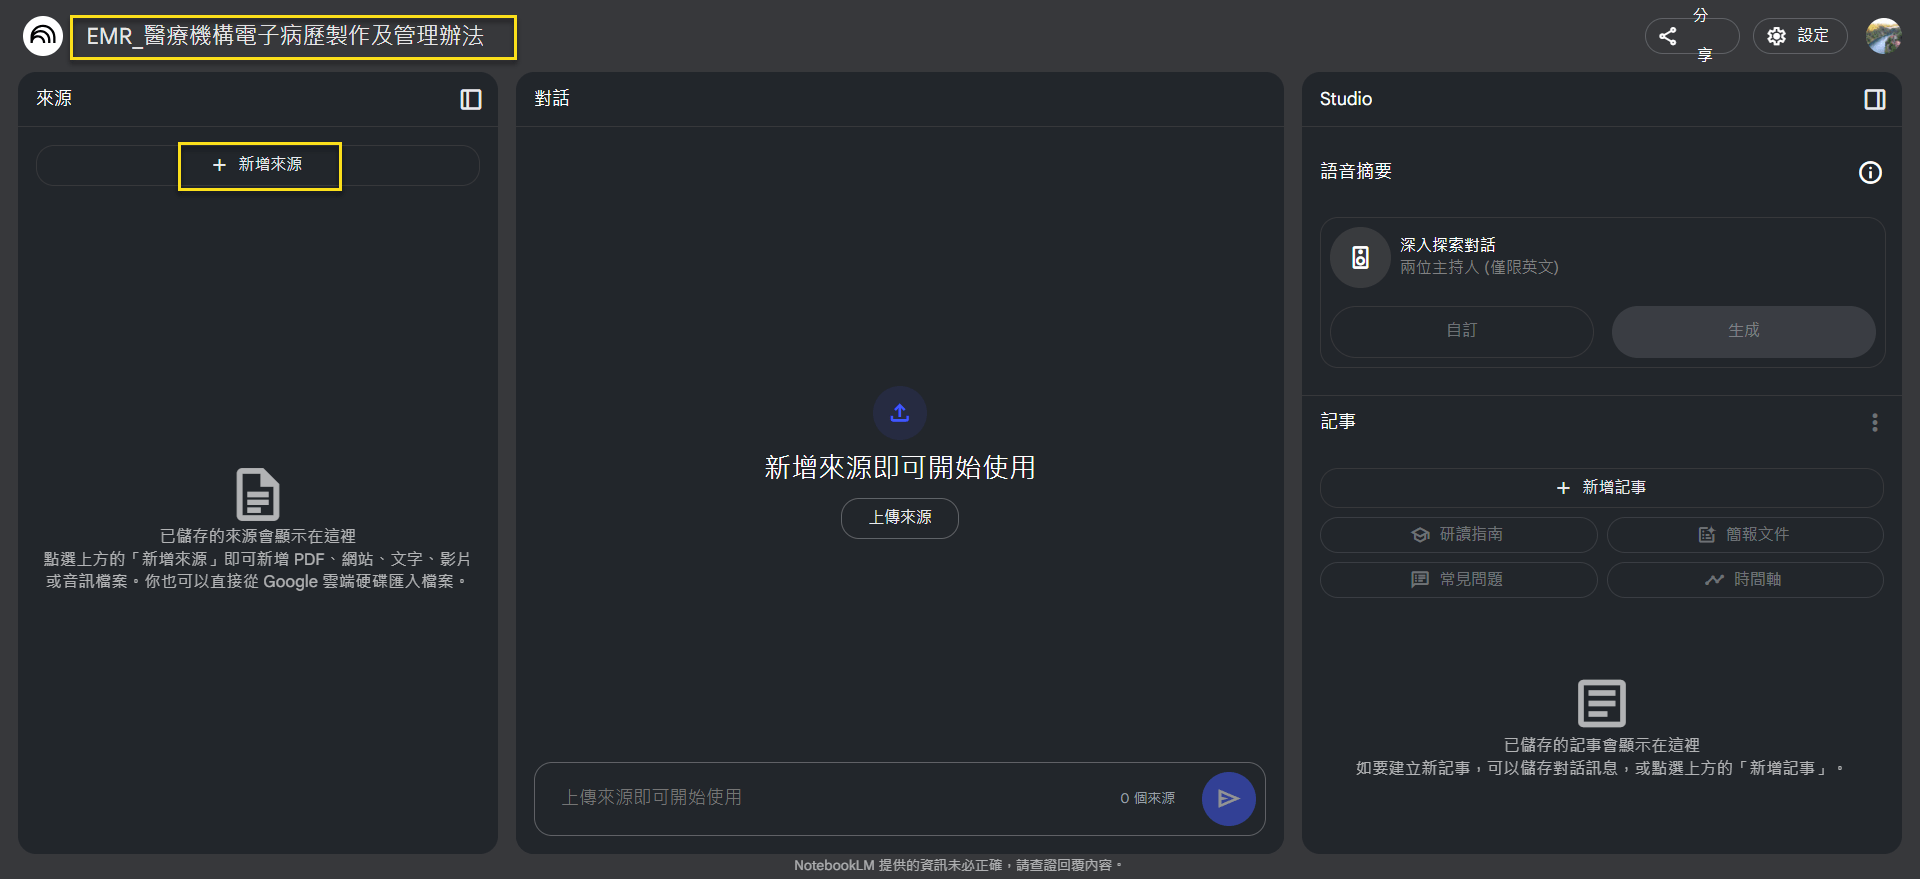 EMR_醫療機構電子病歷製作及管理辦法
分
享
設定
來源
新增來源
已儲存的來源會顯示在這裡
點選上方的「新增來源」即可新增 PDF、網站、文字、影片
或音訊檔案。你也可以直接從 Google 雲端硬碟匯入檔案。
對話
新增來源即可開始使用
上傳來源
上傳來源即可開始使用
0 個來源
Studio
語音摘要
深入探索對話
兩位主持人 (僅限英文)
自訂
生成
記事
新增記事
研讀指南
簡報文件
常見問題
時間軸
已儲存的記事會顯示在這裡
如要建立新記事，可以儲存對話訊息，或點選上方的「新增記事」。
NotebookLM 提供的資訊未必正確，請查證回覆內容。